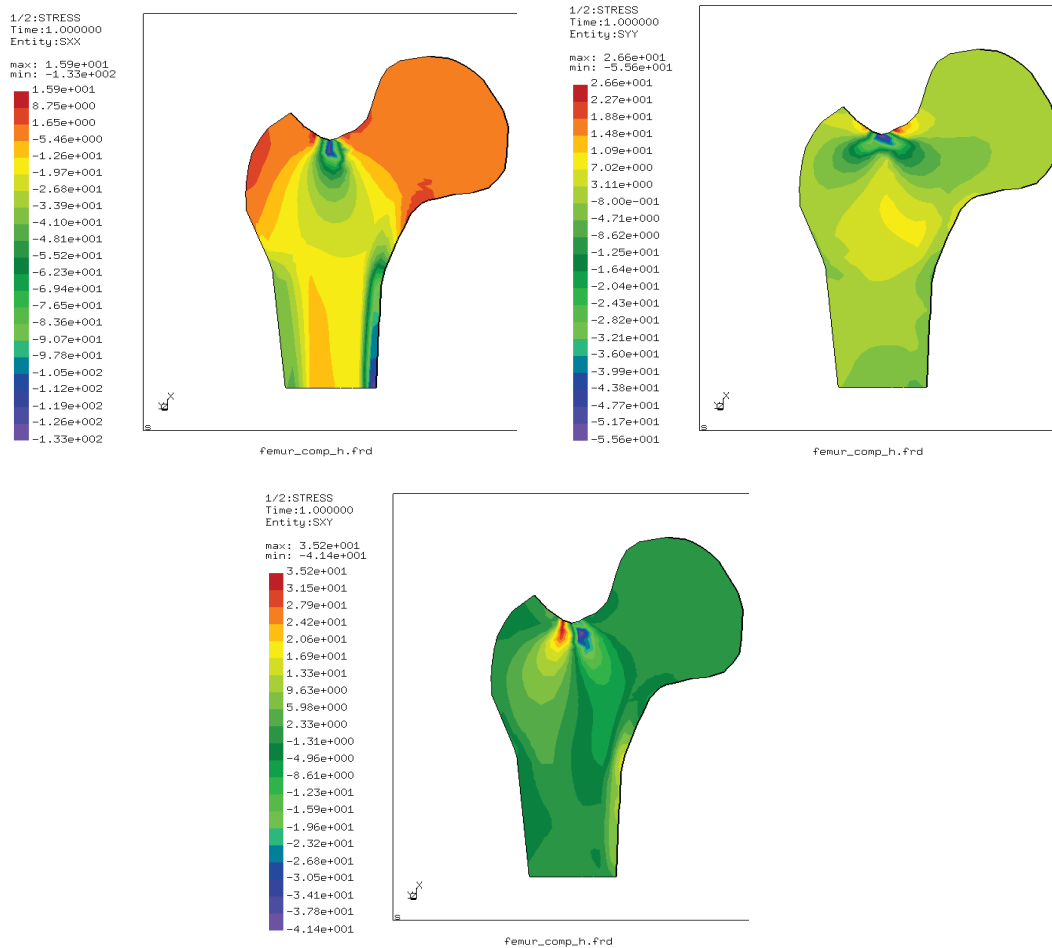 1/2:STRESS
Time:1.000000
Entity:SXX
max: 1.59e+001
min: -1.33e+002
1.59e+001
8.75e+000
1.65e+000
-5.46e+000
-1.26e+001
-1.97e+001
-2.68e+001
-3.39e+001
-4.10e+001
-4.81e+001
-5.52e+001
-6.23e+001
-6.94e+001
-7.65e+001
-8.36e+001
-9.07e+001
-9.78e+001
-1.05e+002
-1.12e+002
-1.19e+002
-1.26e+002
-1.33e+002
X
s
femur_comp_h.frd
1/2:STRESS
Time:1.000000
Entity:SYY
max: 2.66e+001
min: -5.56e+001
2.66e+001
2.27e+001
1.88e+001
1.48e+001
1.09e+001
7.02e+000
3.11e+000
-8.00e-001
-4.71e+000
-8.62e+000
-1.25e+001
-1.64e+001
-2.04e+001
-2.43e+001
-2.82e+001
-3.21e+001
-3.60e+001
-3.99e+001
-4.38e+001
-4.77e+001
-5.17e+001
-5.56e+001
X
s
femur_comp_h.frd
1/2:STRESS
Time:1.000000
Entity:SXY
max: 3.52e+001
min: -4.14e+001
3.52e+001
3.15e+001
2.79e+001
2.42e+001
2.06e+001
1.69e+001
1.33e+001
9.63e+000
5.98e+000
2.33e+000
-1.31e+000
-4.96e+000
-8.61e+000
-1.23e+001
-1.59e+001
-1.96e+001
-2.32e+001
-2.68e+001
-3.05e+001
-3.41e+001
-3.78e+001
-4.14e+001
X
s
femur_comp_h.frd